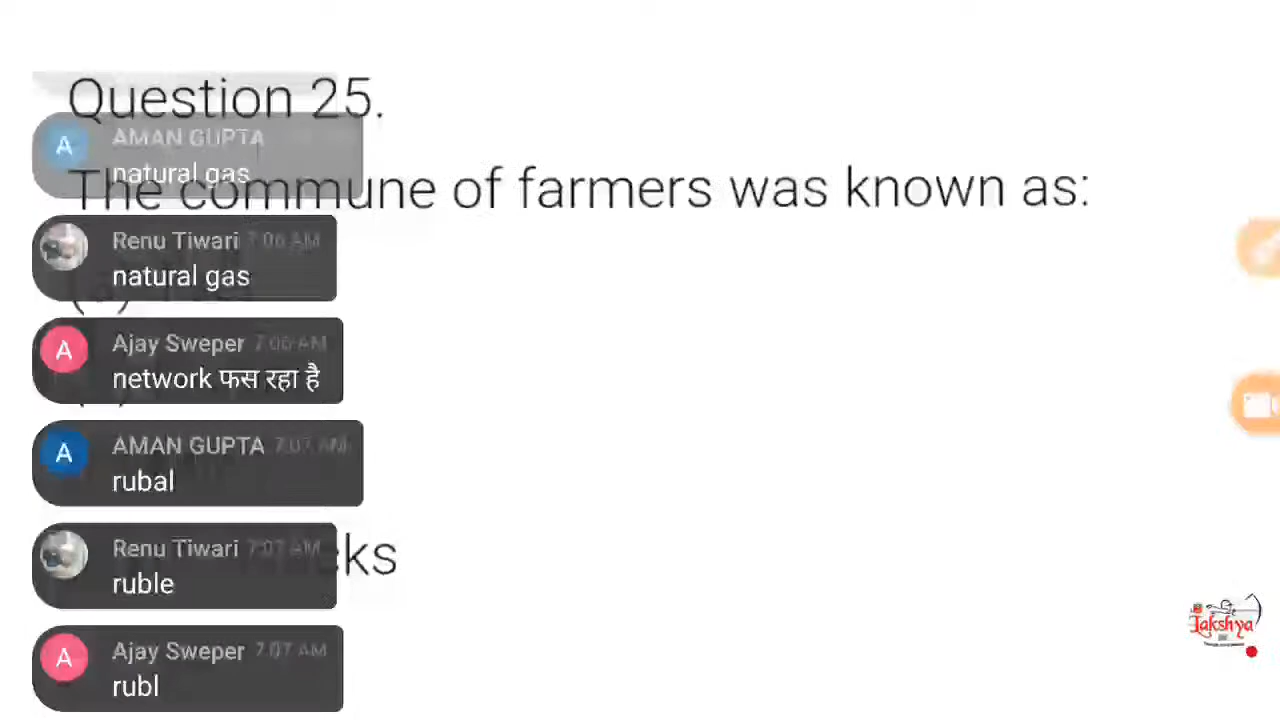 Question 25.
AMAN GUPTA
natural gas
The commune of farmers was known as:
Renu Tiwari 7:06 AM
natural gas
Ajay Sweper 7:06 AM
network फस रहा है
AMAN GUPTA 7:07 AM
rubal
Renu Tiwari 7:07 AM
ruble
Ajay Sweper 7:07 AM
rubl
Lakshya